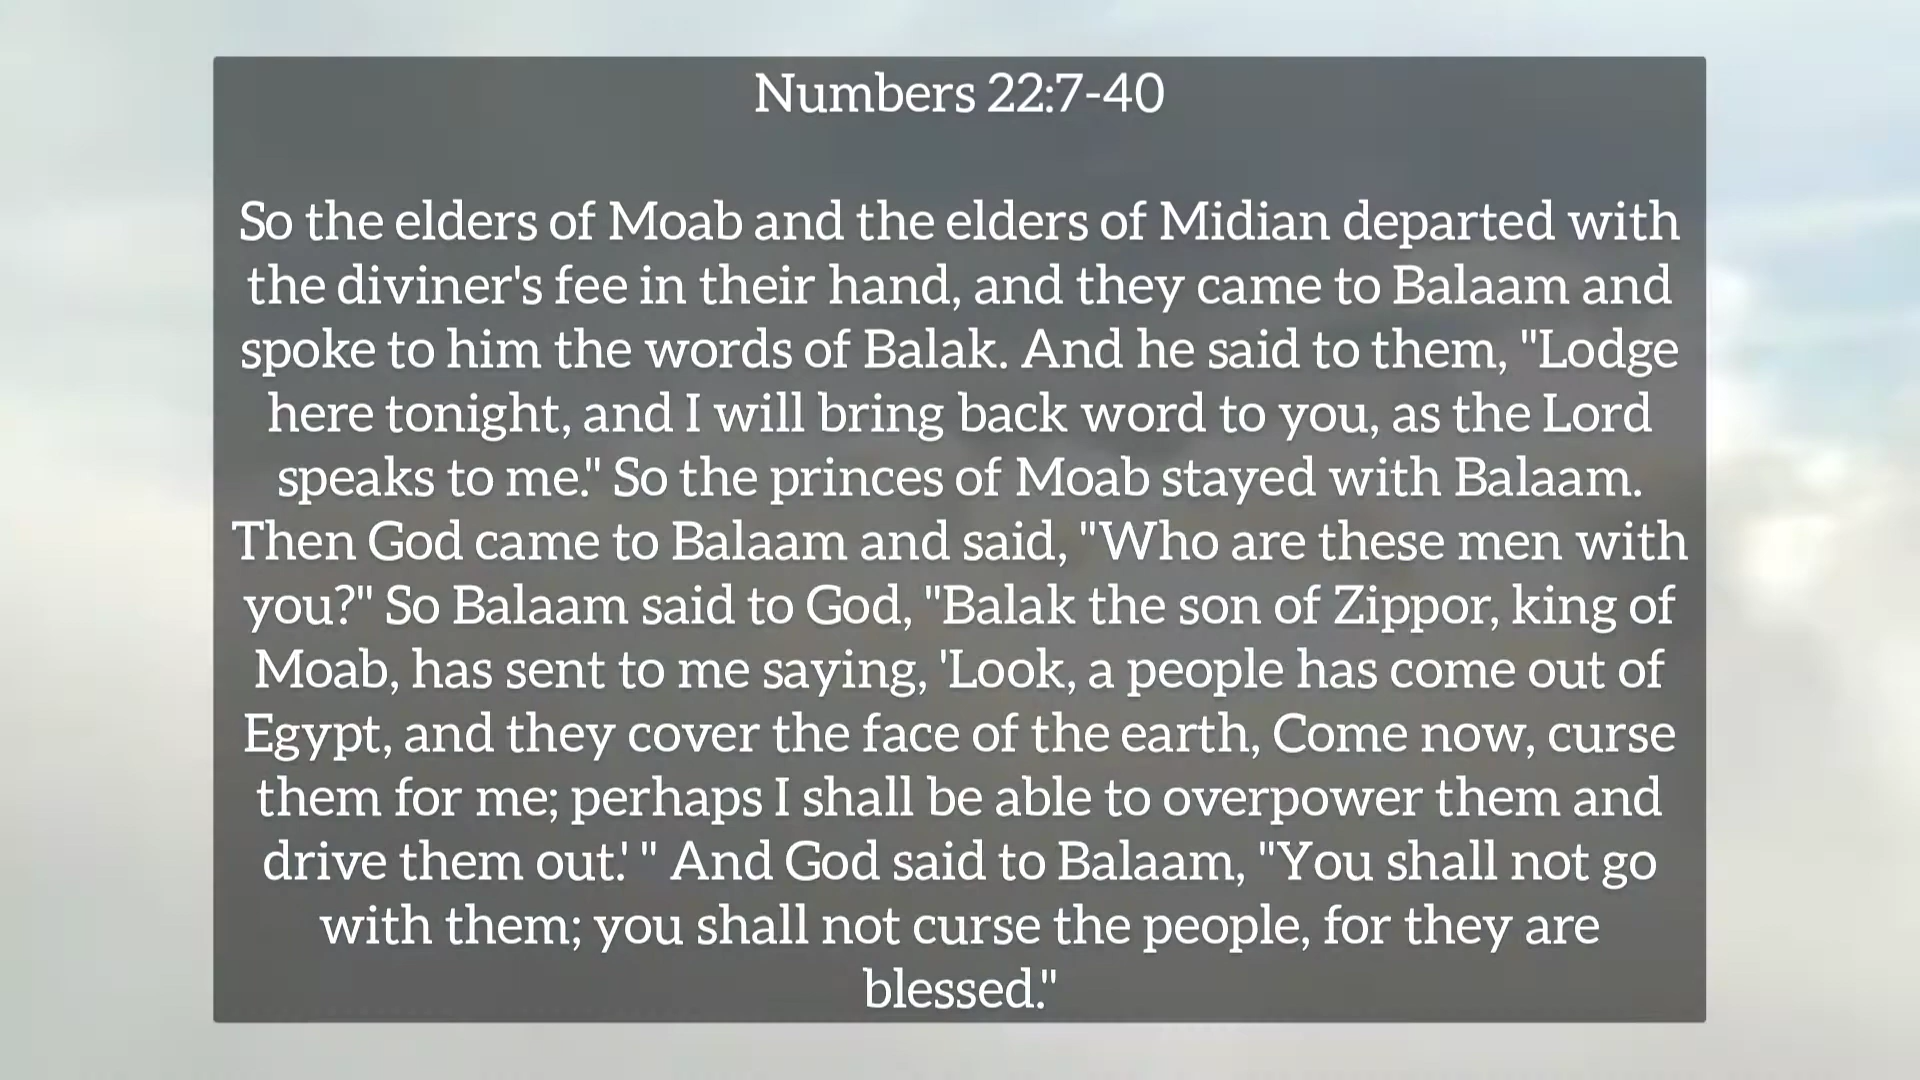 Numbers 22:7-40
So the elders of Moab and the elders of Midian departed with
the diviner's fee in their hand, and they came to Balaam and
spoke to him the words of Balak. And he said to them, "Lodge
here tonight, and I will bring back word to you, as the Lord
speaks to me." So the princes of Moab stayed with Balaam.
Then God came to Balaam and said, "Who are these men with
you?" So Balaam said to God, "Balak the son of Zippor, king of
Moab, has sent to me saying, 'Look, a people has come out of
Egypt, and they cover the face of the earth, Come now, curse
them for me; perhaps I shall be able to overpower them and
drive them out.' " And God said to Balaam, "You shall not go
with them; you shall not curse the people, for they are
blessed."